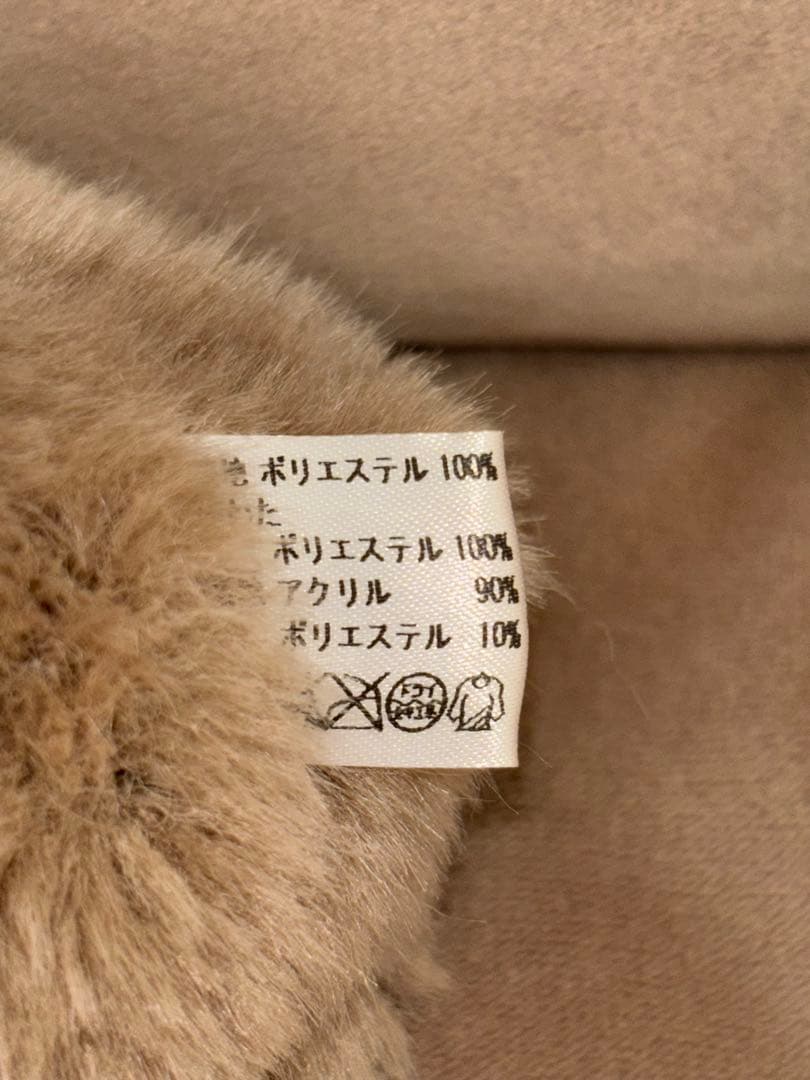 地 ポリエステル 100%
わた
ポリエステル 100%
アクリル 90%
ポリエステル 10%
ドライ